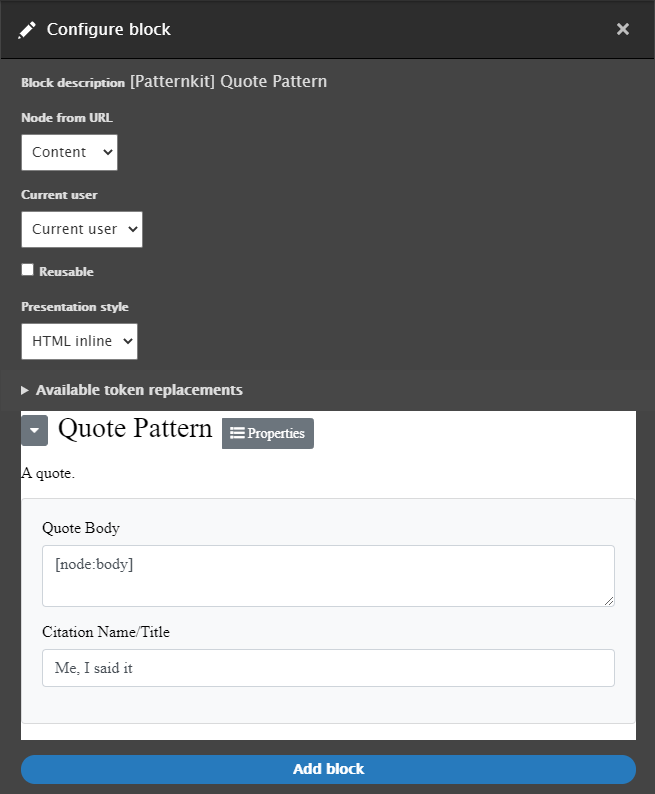 Configure block
Block description [Patternkit] Quote Pattern
Node from URL
Content
Current user
Current user
Reusable
Presentation style
HTML inline
Available token replacements
Quote Pattern Properties
A quote.
Quote Body
[node:body]
Citation Name/Title
Me, I said it
Add block